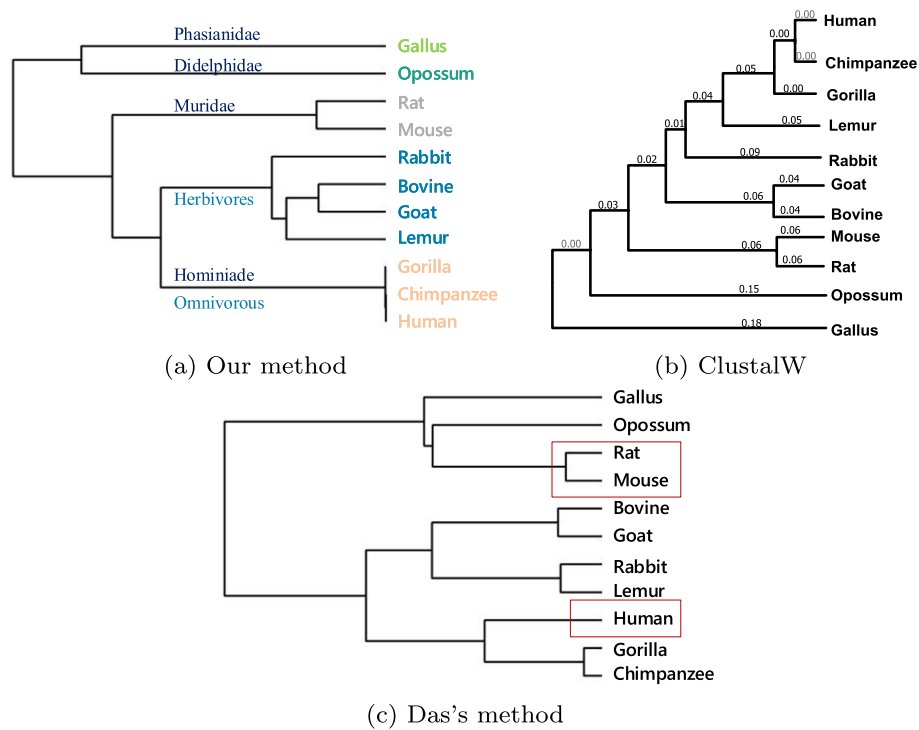 Phasianidae
Gallus
Didelphidae
Opossum
Muridae
Rat
Mouse
Rabbit
Herbivores
Bovine
Goat
Lemur
Hominiade
Omnivorous
Gorilla
Chimpanzee
Human
(a) Our method
0.00
Human
0.00
0.00
Chimpanzee
0.05
0.00
Gorilla
0.04
0.05
Lemur
0.01
0.09
Rabbit
0.02
0.04
Goat
0.06
0.04
Bovine
0.03
0.06
Mouse
0.06
0.06
Rat
0.00
0.15
Opossum
0.18
Gallus
(b) ClustalW
Gallus
Opossum
Rat
Mouse
Bovine
Goat
Rabbit
Lemur
Human
Gorilla
Chimpanzee
(c) Das's method